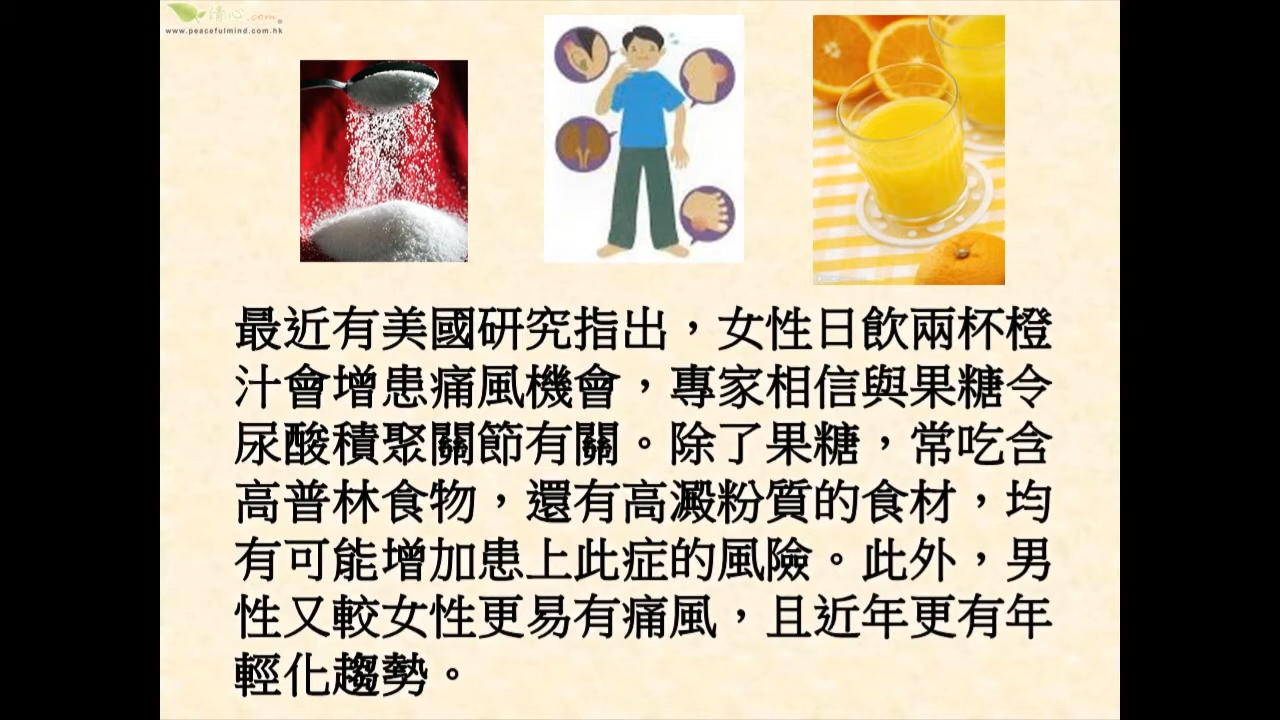 清心.com
www.peacefulmind.com.hk
最近有美國研究指出，女性日飲兩杯橙
汁會增患痛風機會，專家相信與果糖令
尿酸積聚關節有關。除了果糖，常吃含
高普林食物，還有高澱粉質的食材，均
有可能增加患上此症的風險。此外，男
性又較女性更易有痛風，且近年更有年
輕化趨勢。